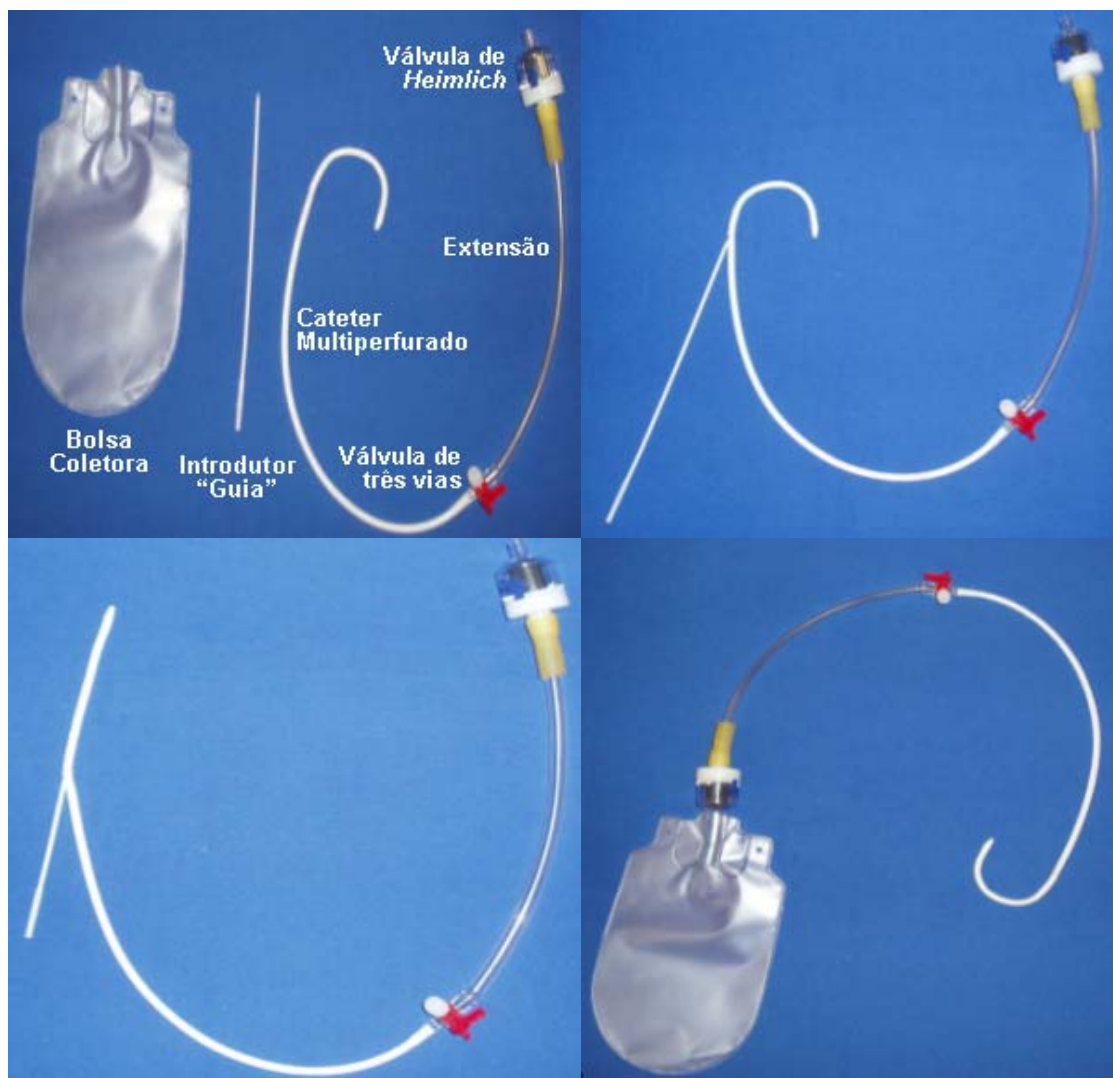 Válvula de
Heimlich
Extensão
Cateter
Multiperfurado
Bolsa
Coletora
Introdutor
“Guia”
Válvula de
três vias